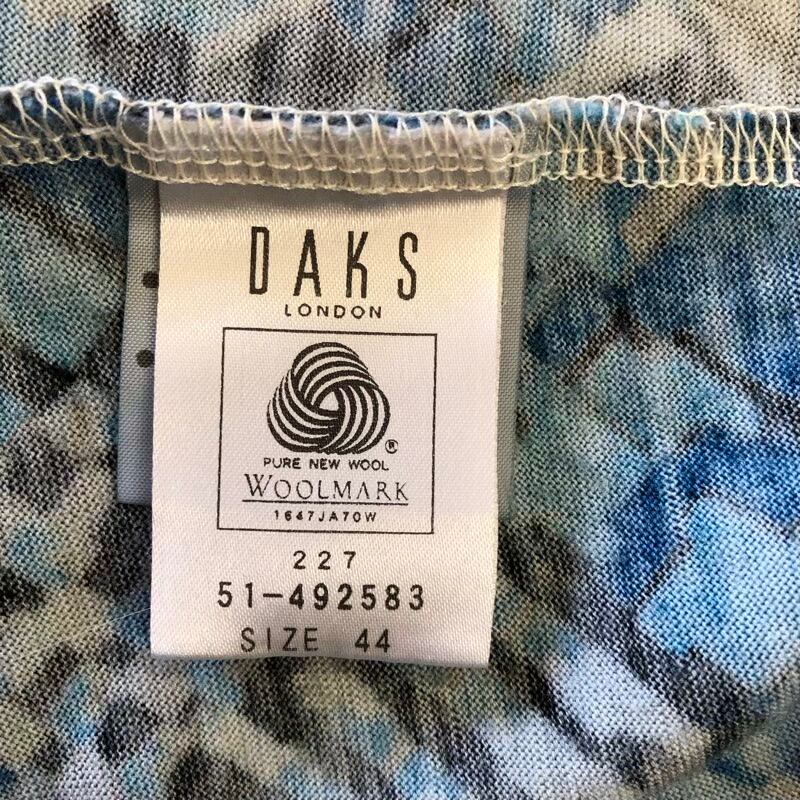 DAKS
LONDON
®
PURE NEW WOOL
WOOLMARK
1647JA70W
227
51-492583
SIZE 44